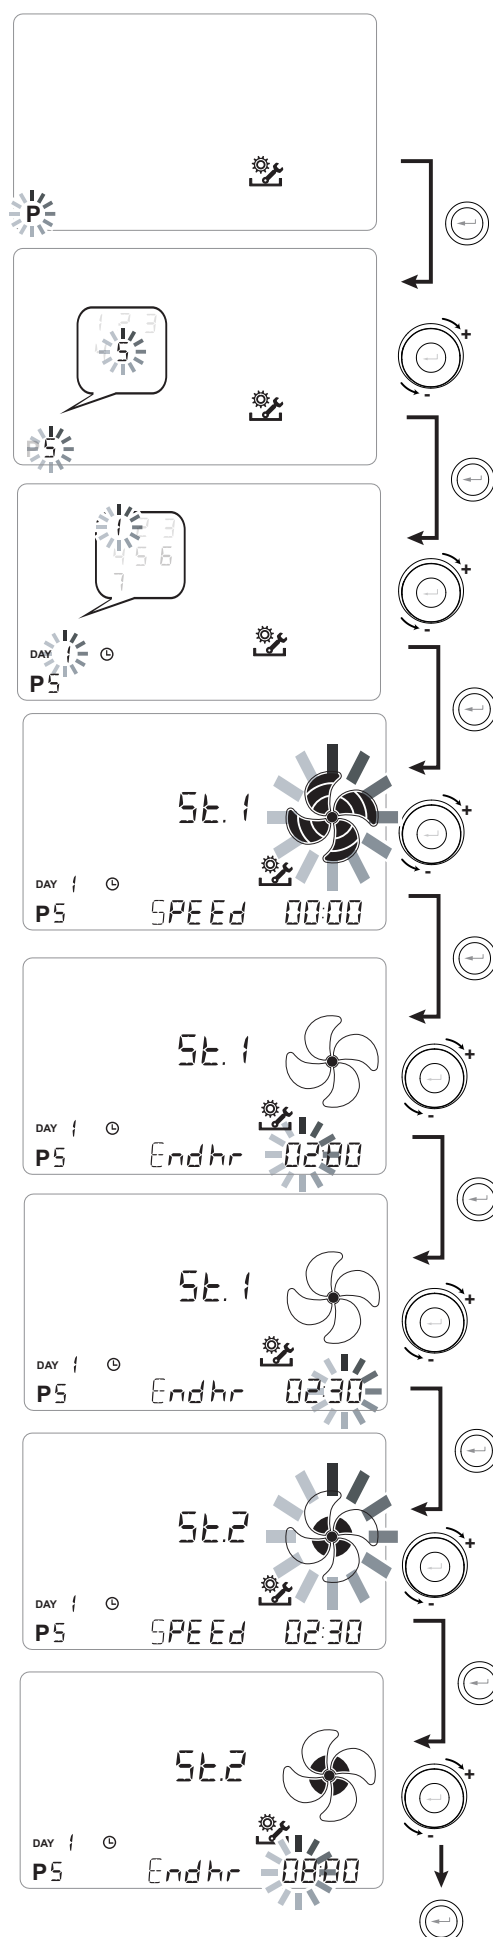 P
1 2 3
4 5
+
-
P5
1 2 3
4 5 6
7
+
-
DAY 1
P5
St. 1
+
-
DAY 1
P5 SPEEd 00:00
St. 1
+
-
DAY 1
P5 Endhr 02:00
St. 1
+
-
DAY 1
P5 Endhr 02:30
St.2
+
-
DAY 1
P5 SPEEd 02:30
St.2
+
-
DAY 1
P5 Endhr 08:00